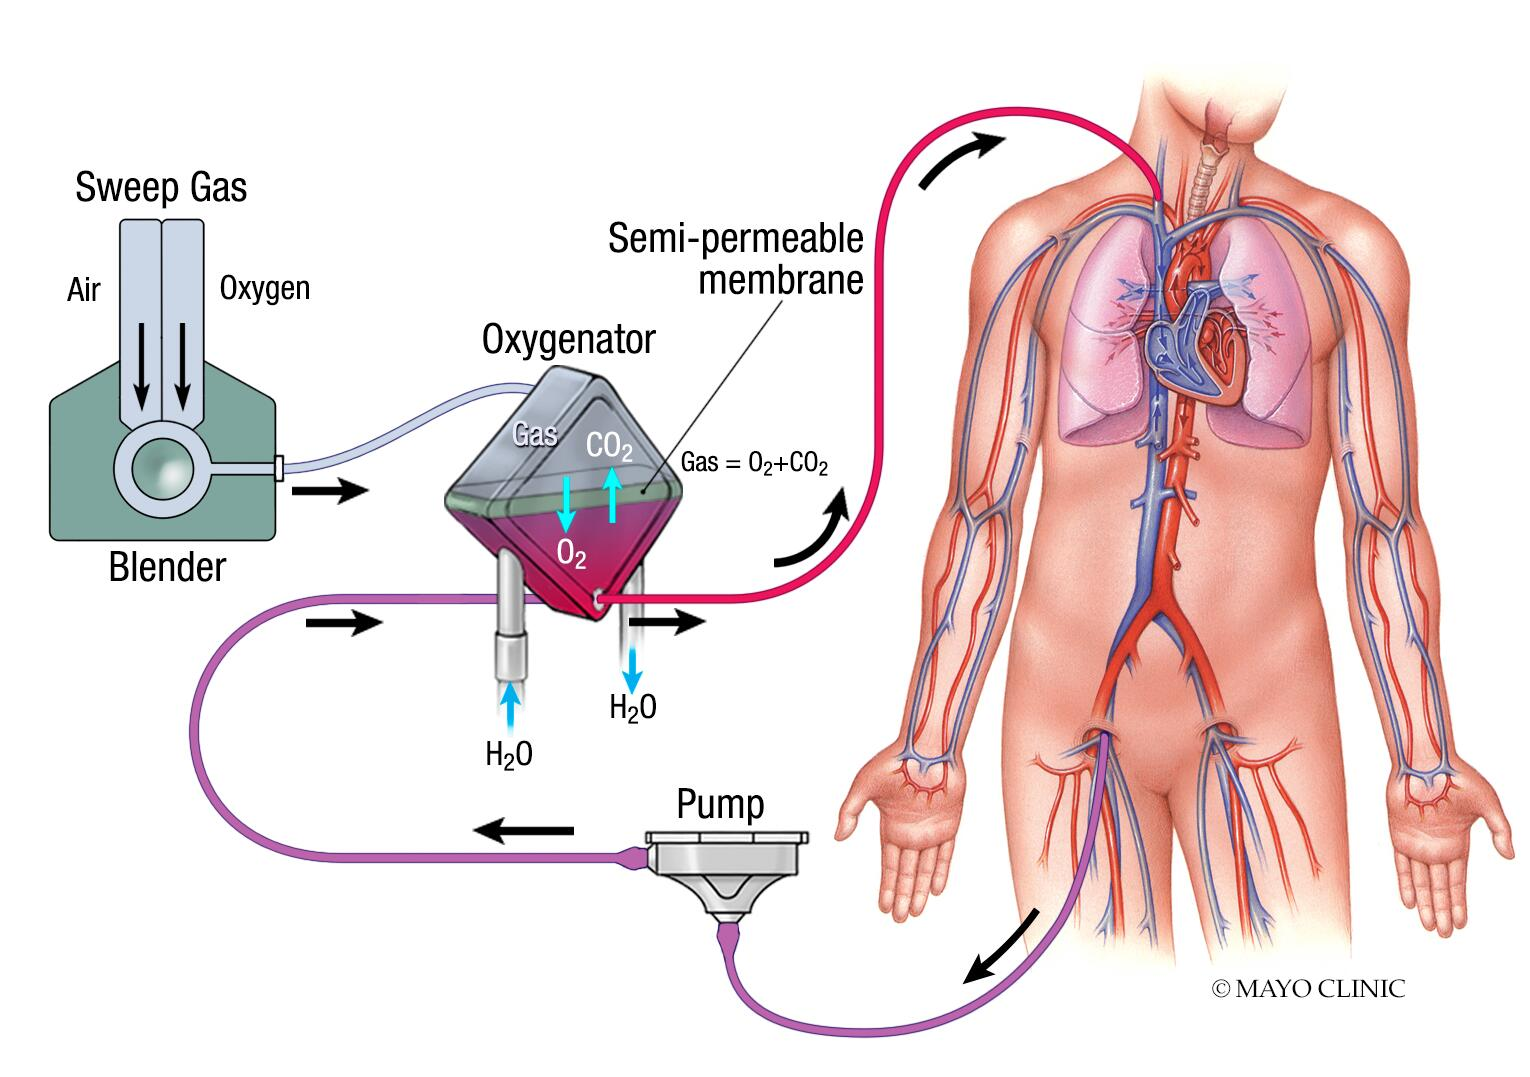 Sweep Gas
Air
Oxygen
Blender
Oxygenator
Semi-permeable
membrane
Gas
CO₂
O₂
Gas = O₂+CO₂
H₂O
H₂O
Pump
© MAYO CLINIC